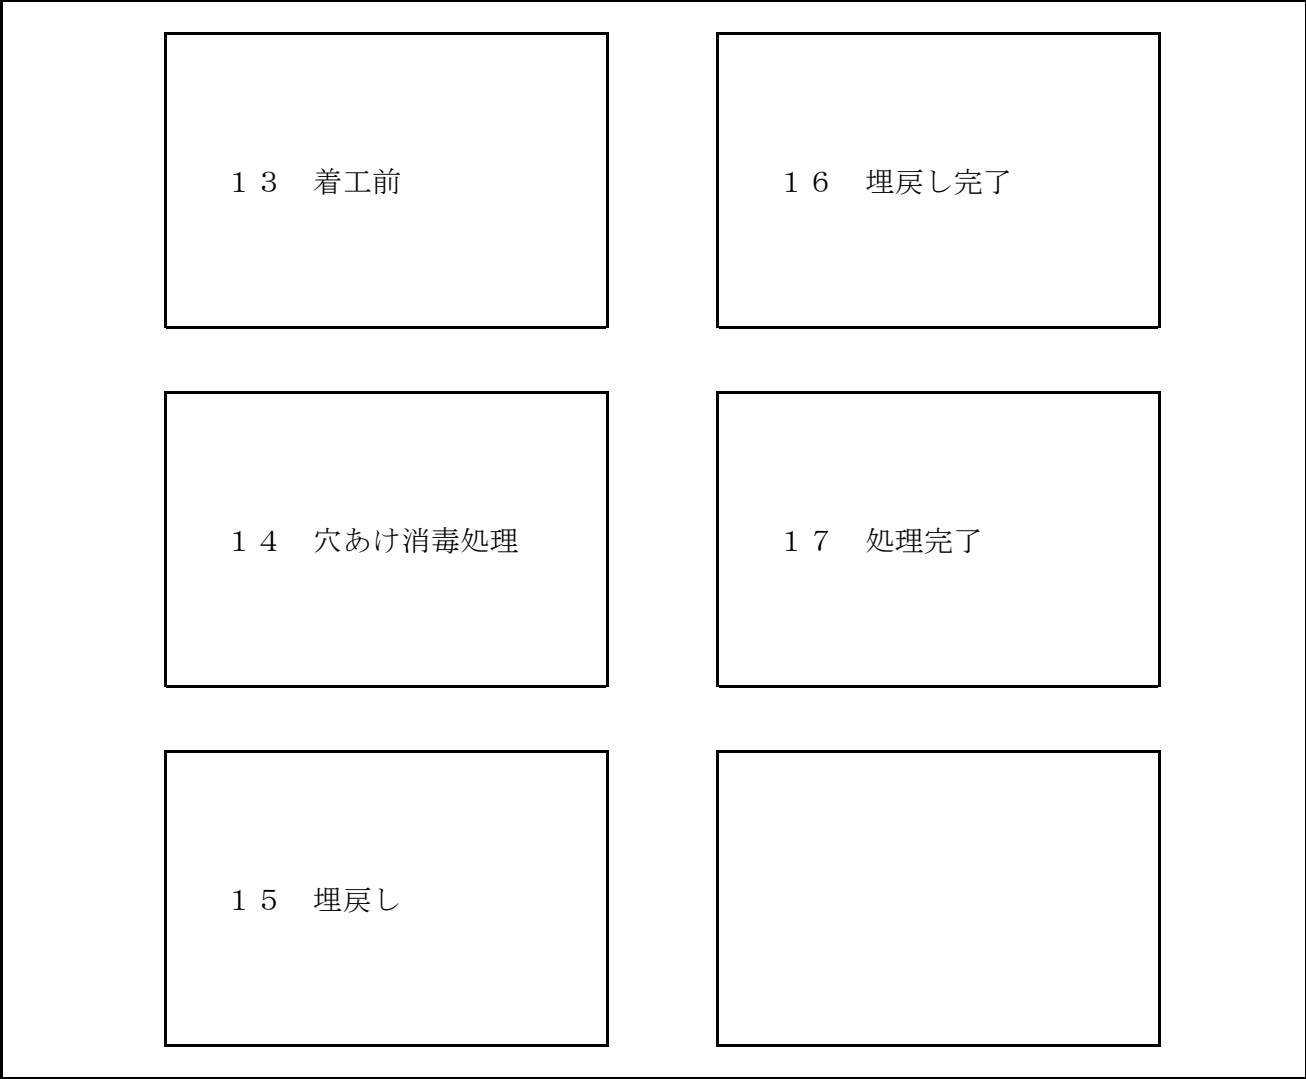 １３　着工前
１４　穴あけ消毒処理
１５　埋戻し
１６　埋戻し完了
１７　処理完了